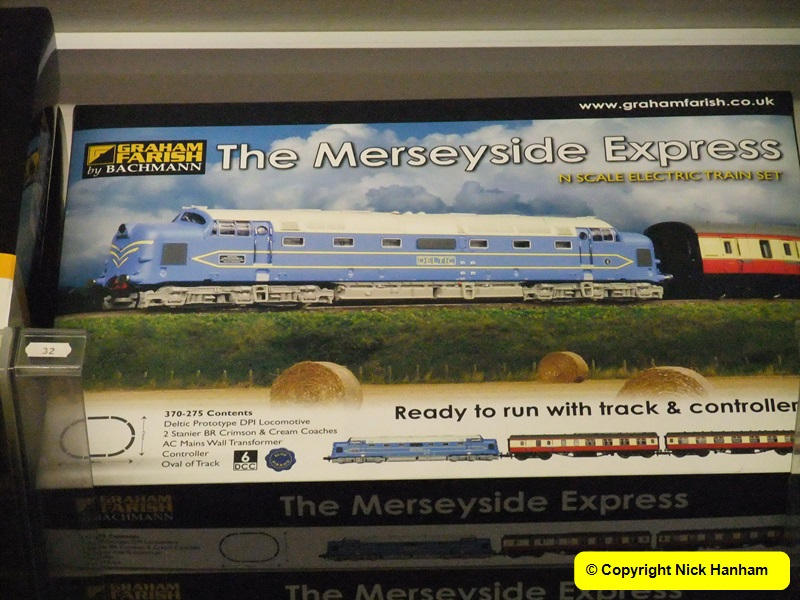 www.grahamfarish.co.uk
GRAHAM
FARISH
by BACHMANN
The Merseyside Express
N SCALE ELECTRIC TRAIN SET
DELTIC
32
370-275 Contents
Deltic Prototype DP1 Locomotive
2 Stanier BR Crimson & Cream Coaches
AC Mains Wall Transformer
Controller
Oval of Track
6
DCC
Ready to run with track & controller
GRAHAM
FARISH
by BACHMANN
The Merseyside Express
The Merseyside Express
© Copyright Nick Hanham